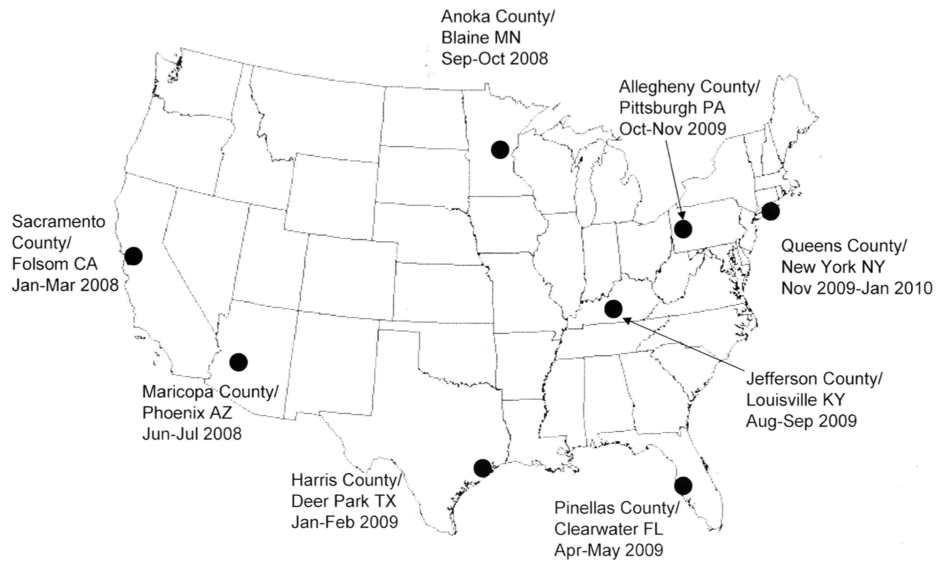 Anoka County/
Blaine MN
Sep-Oct 2008
Allegheny County/
Pittsburgh PA
Oct-Nov 2009
Sacramento
County/
Folsom CA
Jan-Mar 2008
Queens County/
New York NY
Nov 2009-Jan 2010
Maricopa County/
Phoenix AZ
Jun-Jul 2008
Jefferson County/
Louisville KY
Aug-Sep 2009
Harris County/
Deer Park TX
Jan-Feb 2009
Pinellas County/
Clearwater FL
Apr-May 2009